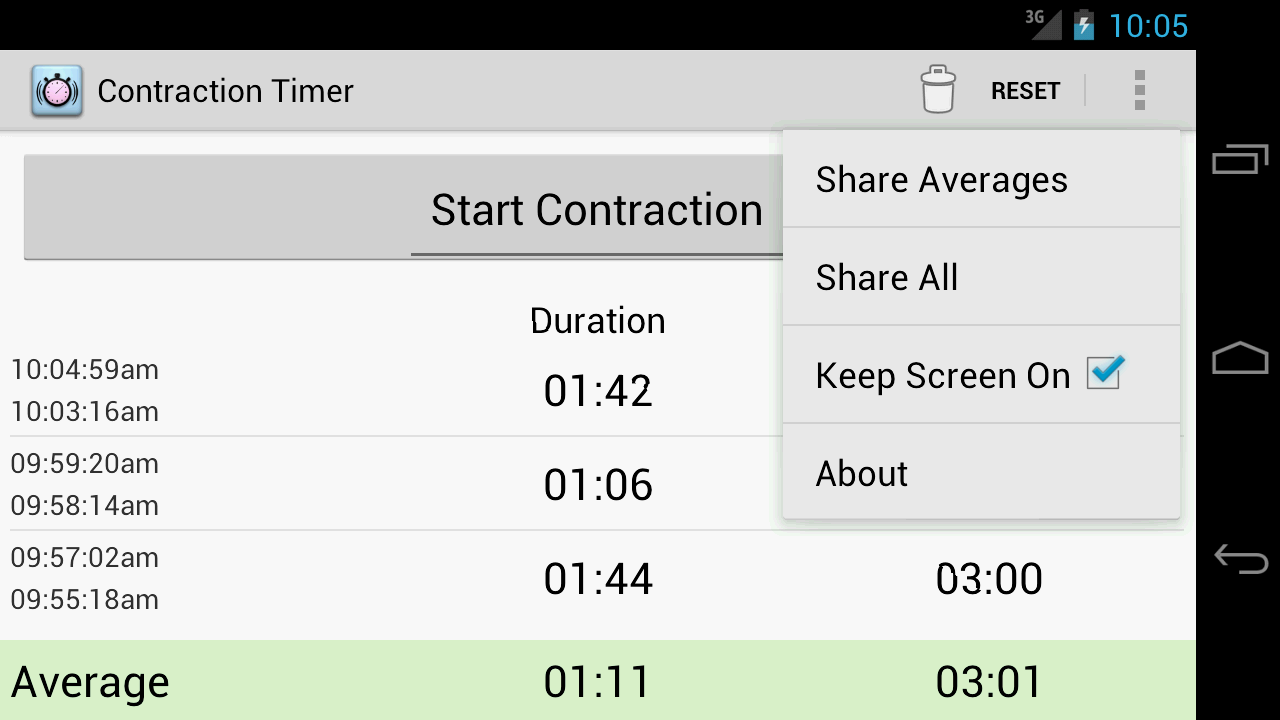 3G 10:05
Contraction Timer RESET
Share Averages
Start Contraction
Share All
Duration
Keep Screen On
10:04:59am
01:42
10:03:16am
About
09:59:20am
01:06
09:58:14am
09:57:02am
01:44 03:00
09:55:18am
Average 01:11 03:01